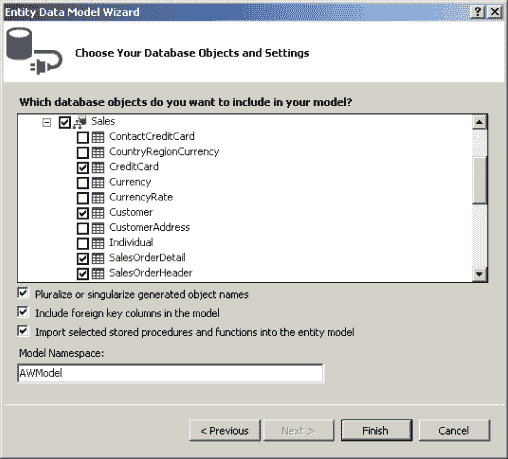 Entity Data Model Wizard
Choose Your Database Objects and Settings
Which database objects do you want to include in your model?
Sales
ContactCreditCard
CountryRegionCurrency
CreditCard
Currency
CurrencyRate
Customer
CustomerAddress
Individual
SalesOrderDetail
SalesOrderHeader
Pluralize or singularize generated object names
Include foreign key columns in the model
Import selected stored procedures and functions into the entity model
Model Namespace:
AWModel
< Previous Next > Finish Cancel